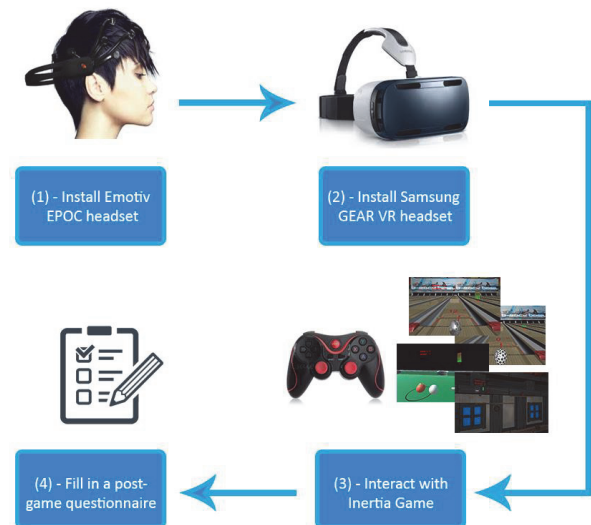 (1) - Install Emotiv
EPOC headset
(2) - Install Samsung
GEAR VR headset
(4) - Fill in a post-
game questionnaire
(3) - Interact with
Inertia Game